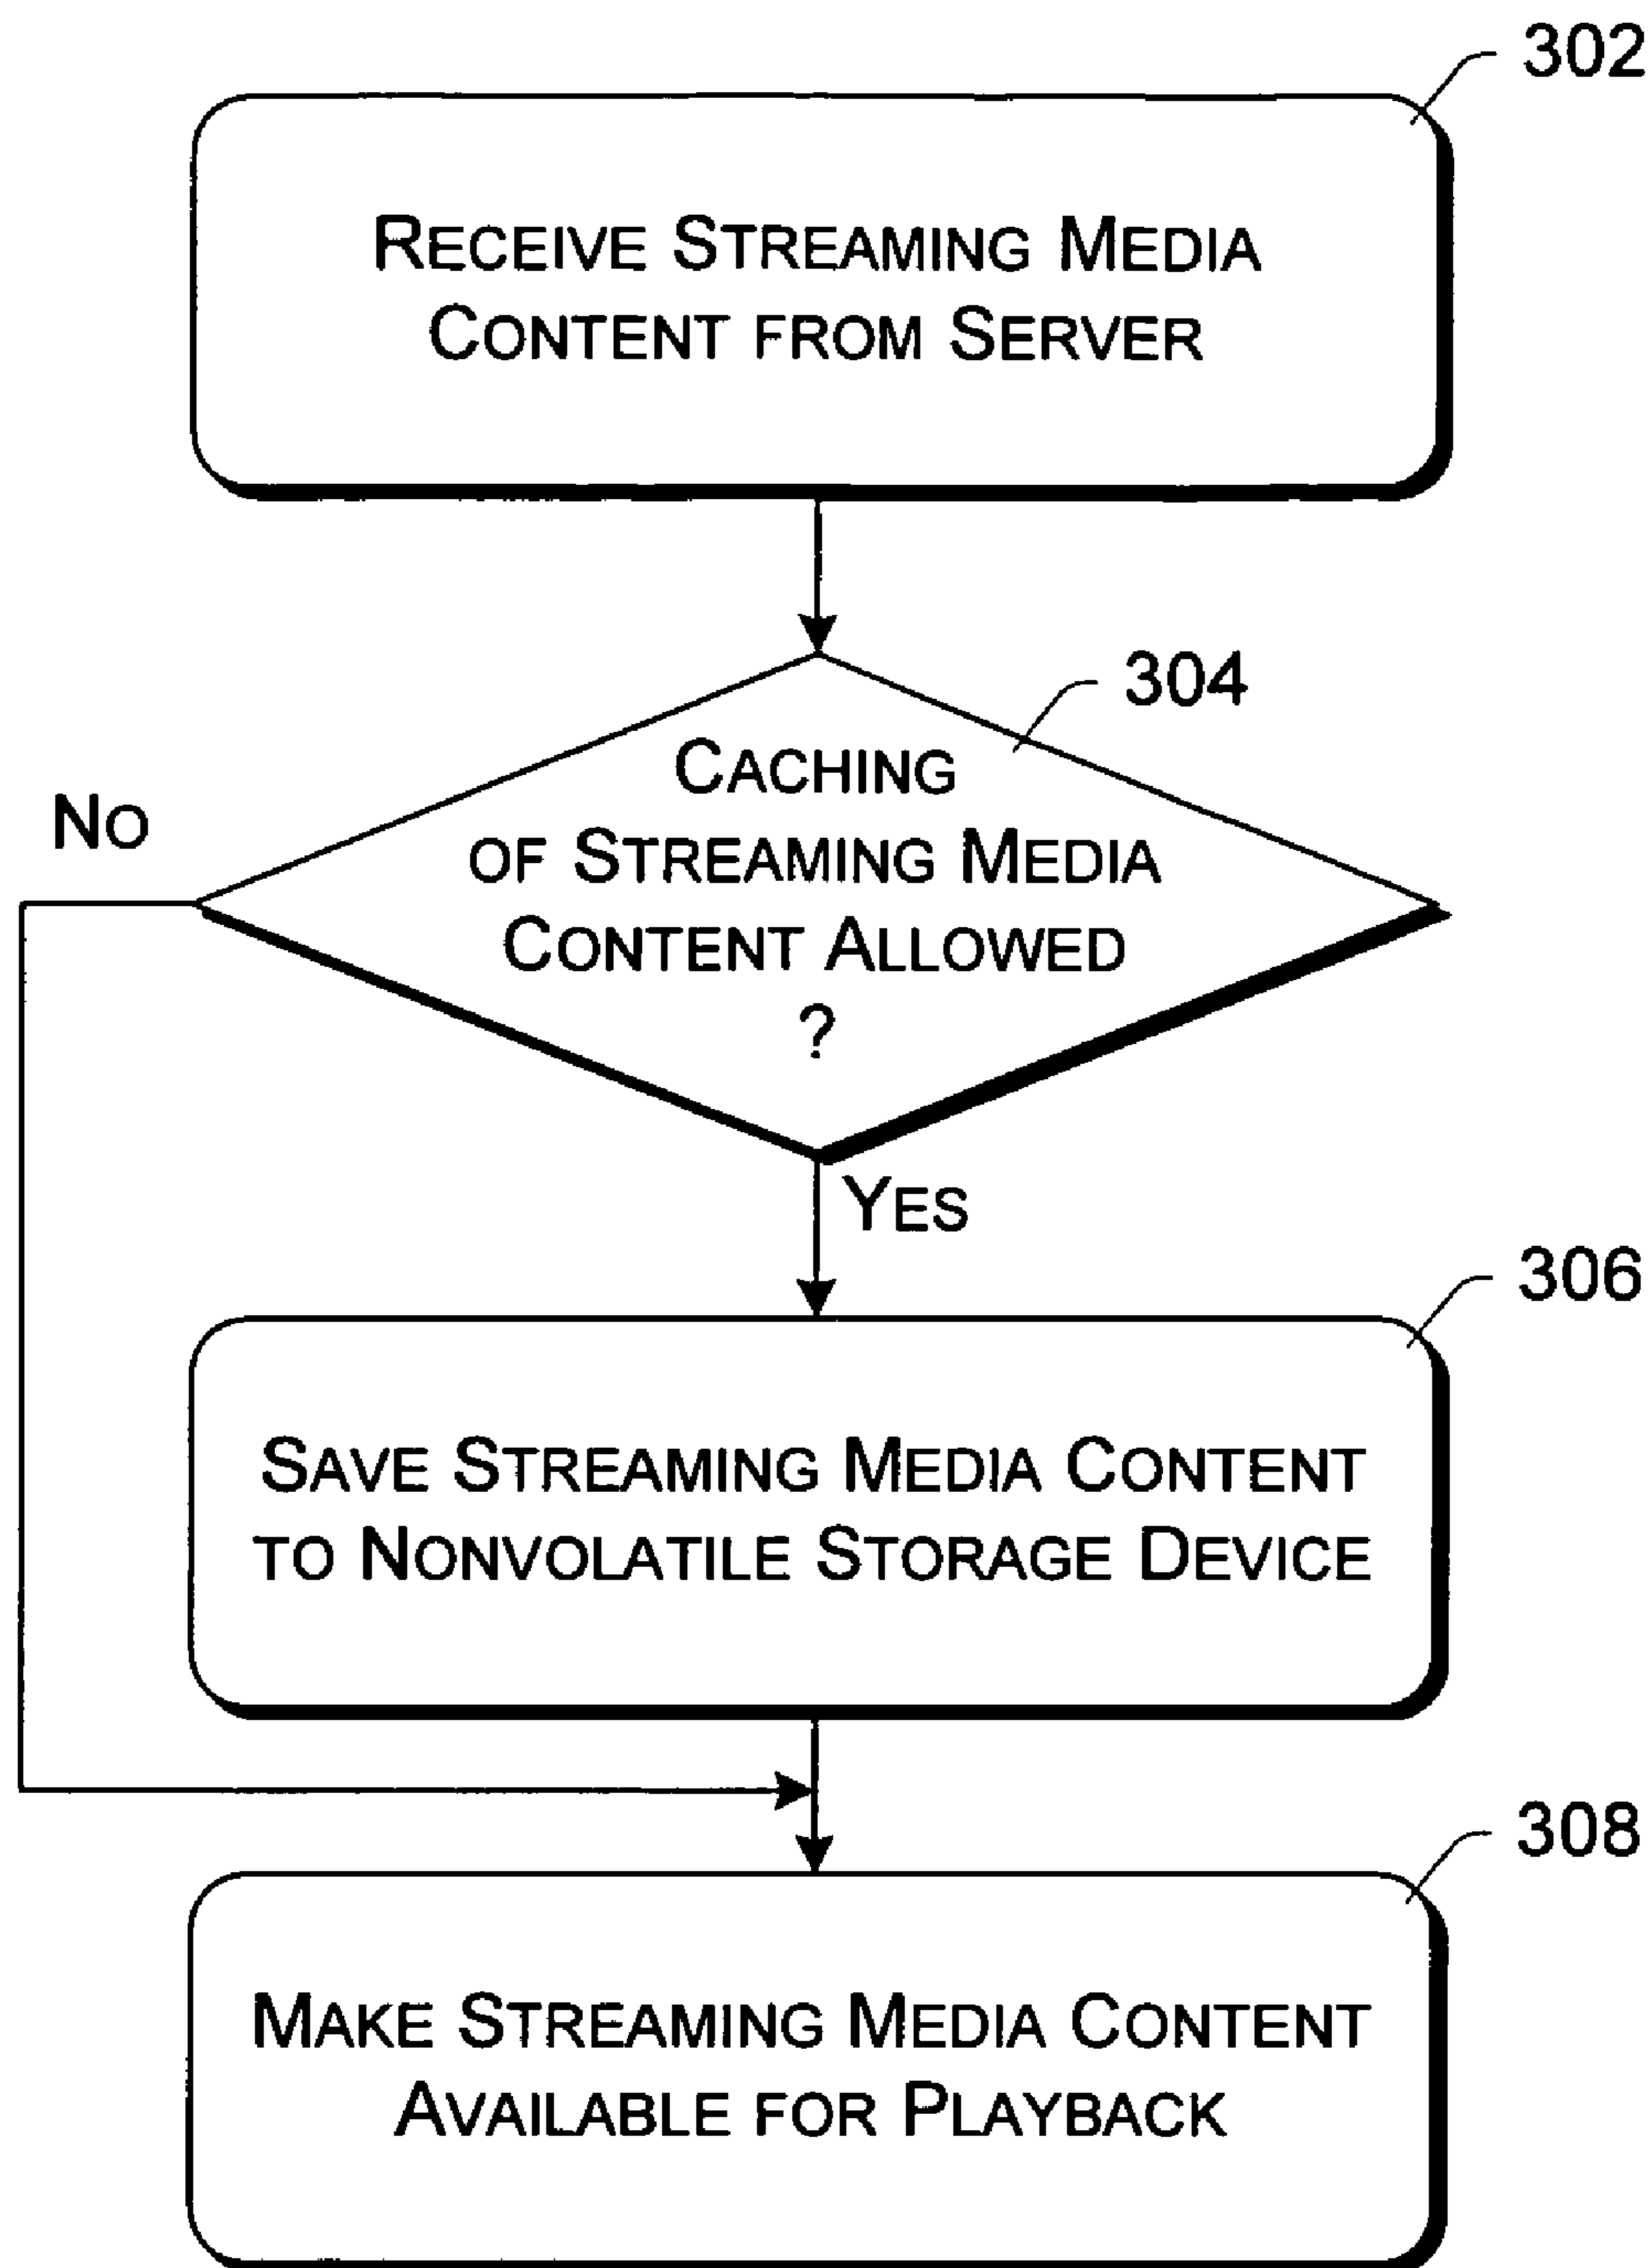 302
RECEIVE STREAMING MEDIA
CONTENT FROM SERVER
304
CACHING
OF STREAMING MEDIA
CONTENT ALLOWED
?
NO
YES
306
SAVE STREAMING MEDIA CONTENT
TO NONVOLATILE STORAGE DEVICE
308
MAKE STREAMING MEDIA CONTENT
AVAILABLE FOR PLAYBACK